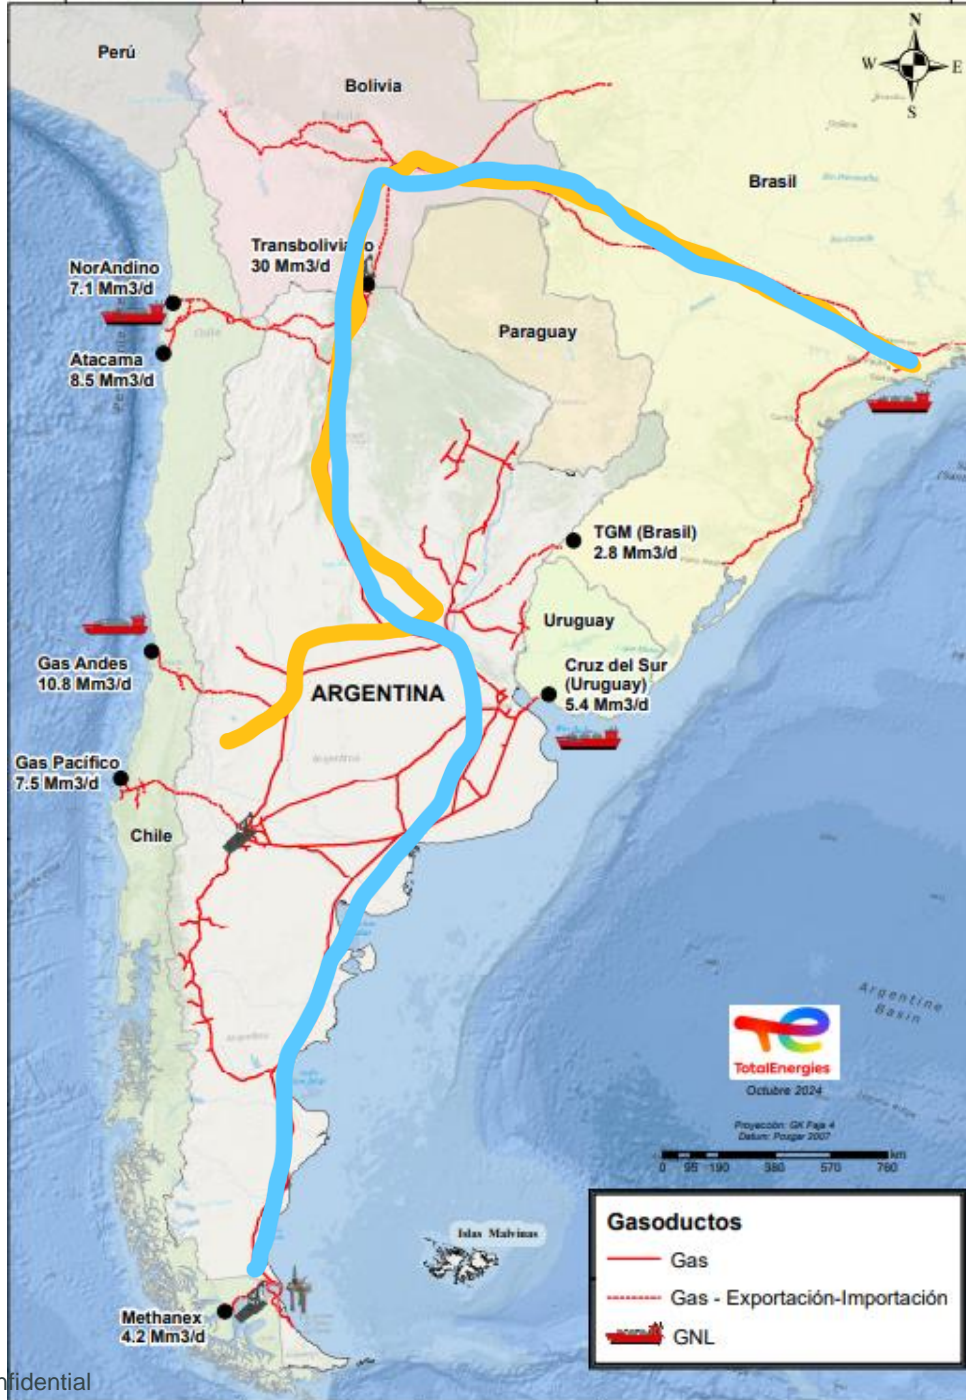 Perú
Bolivia
Brasil
N
W
E
S
Transbolivia
30 Mm3/d
NorAndino
7.1 Mm3/d
Atacama
8.5 Mm3/d
Paraguay
TGM (Brasil)
2.8 Mm3/d
Uruguay
Gas Andes
10.8 Mm3/d
Cruz del Sur
(Uruguay)
5.4 Mm3/d
ARGENTINA
Gas Pacífico
7.5 Mm3/d
Chile
Argentine
Basin
TotalEnergies
Octubre 2024
Proyección: GK Faja 4
Datum: Posgar 2007
km
0 95 190 380 570 760
Islas Malvinas
Gasoductos
Gas
Gas - Exportación-Importación
GNL
Methanex
4.2 Mm3/d
nfidential